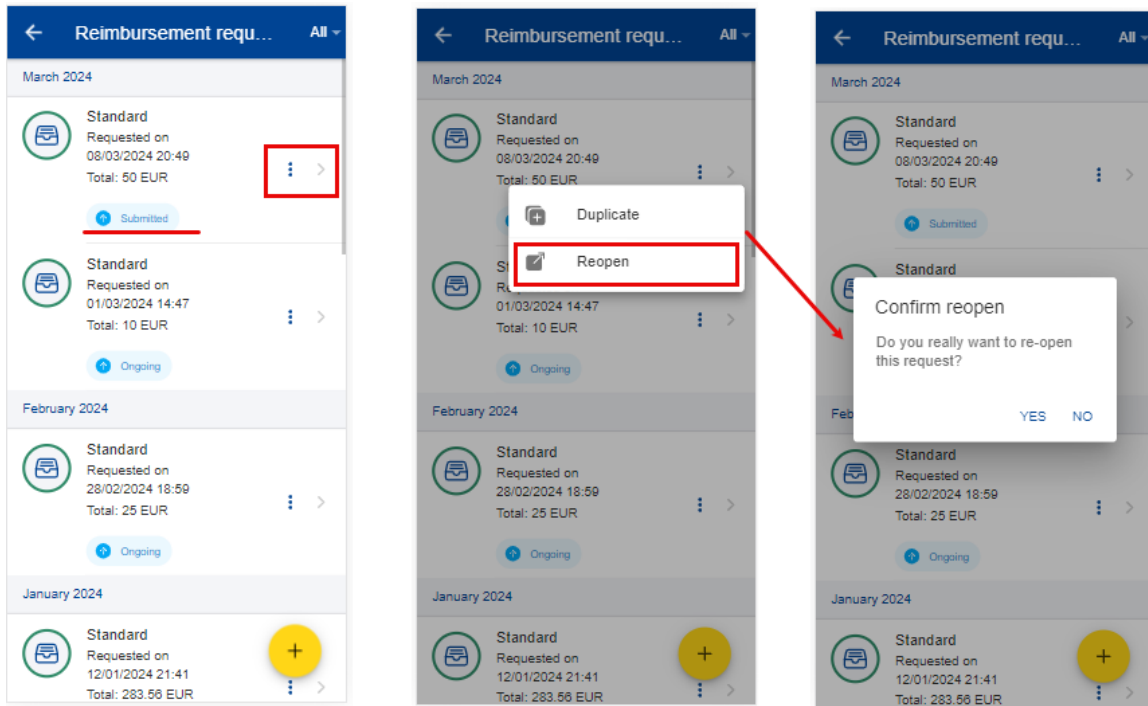 Reimbursement requ... All
March 2024
Standard
Requested on
08/03/2024 20:49
Total: 50 EUR
Submitted
Standard
Requested on
01/03/2024 14:47
Total: 10 EUR
Ongoing
February 2024
Standard
Requested on
28/02/2024 18:59
Total: 25 EUR
Ongoing
January 2024
Standard
Requested on
12/01/2024 21:41
Total: 283.56 EUR
Reimbursement requ... All
March 2024
Standard
Requested on
08/03/2024 20:49
Total: 50 EUR
Duplicate
Reopen
01/03/2024 14:47
Total: 10 EUR
Ongoing
February 2024
Standard
Requested on
28/02/2024 18:59
Total: 25 EUR
Ongoing
January 2024
Standard
Requested on
12/01/2024 21:41
Total: 283.56 EUR
Reimbursement requ... All
March 2024
Standard
Requested on
08/03/2024 20:49
Total: 50 EUR
Submitted
Standard
Confirm reopen
Do you really want to re-open
this request?
YES NO
Standard
Requested on
28/02/2024 18:59
Total: 25 EUR
Ongoing
January 2024
Standard
Requested on
12/01/2024 21:41
Total: 283.56 EUR